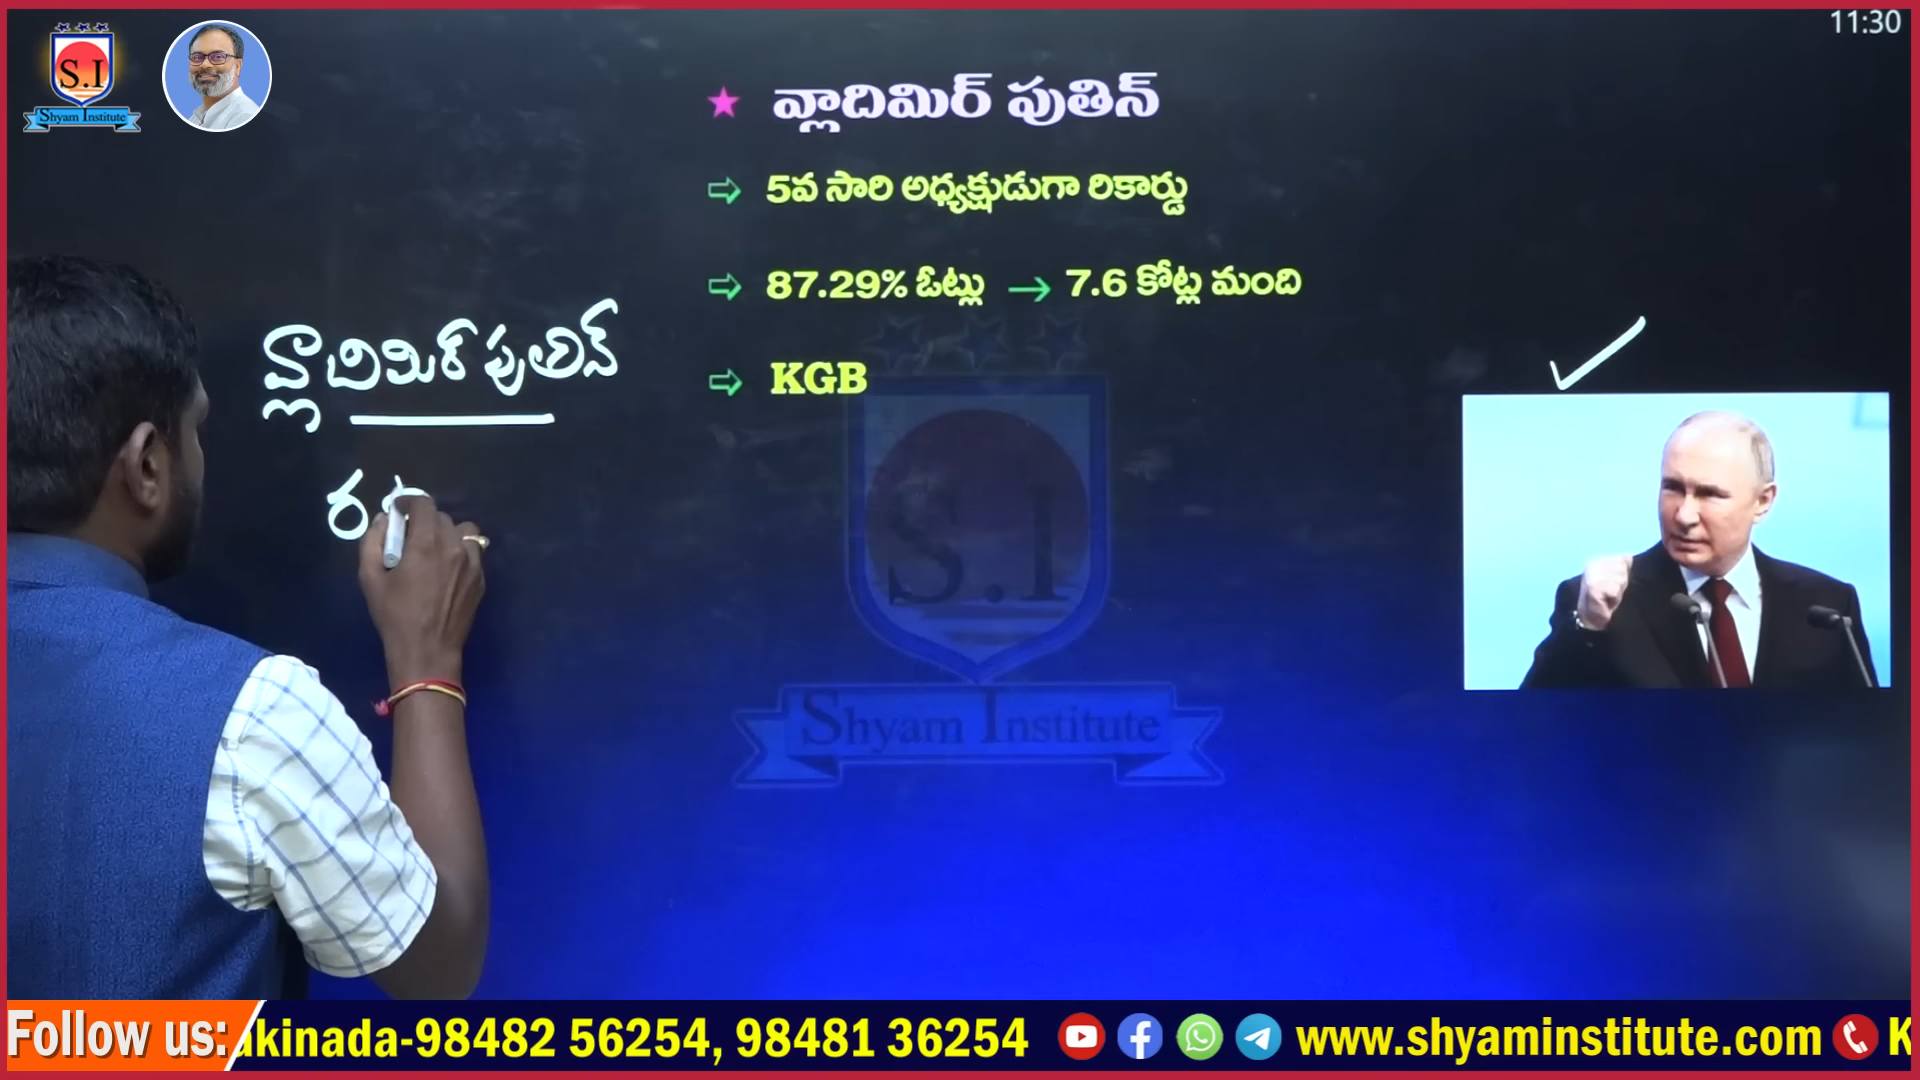 11:30
S.I
Shyam Institute
★ వ్లాదిమిర్ పుతిన్
⇨ 5వ సారి అధ్యక్షుడుగా రికార్డు
⇨ 87.29% ఓట్లు → 7.6 కోట్ల మంది
⇨ KGB
వ్లాదిమిర్ పుతిన్
ర
S.I
Shyam Institute
Follow us: akinada-98482 56254, 98481 36254 www.shyaminstitute.com K